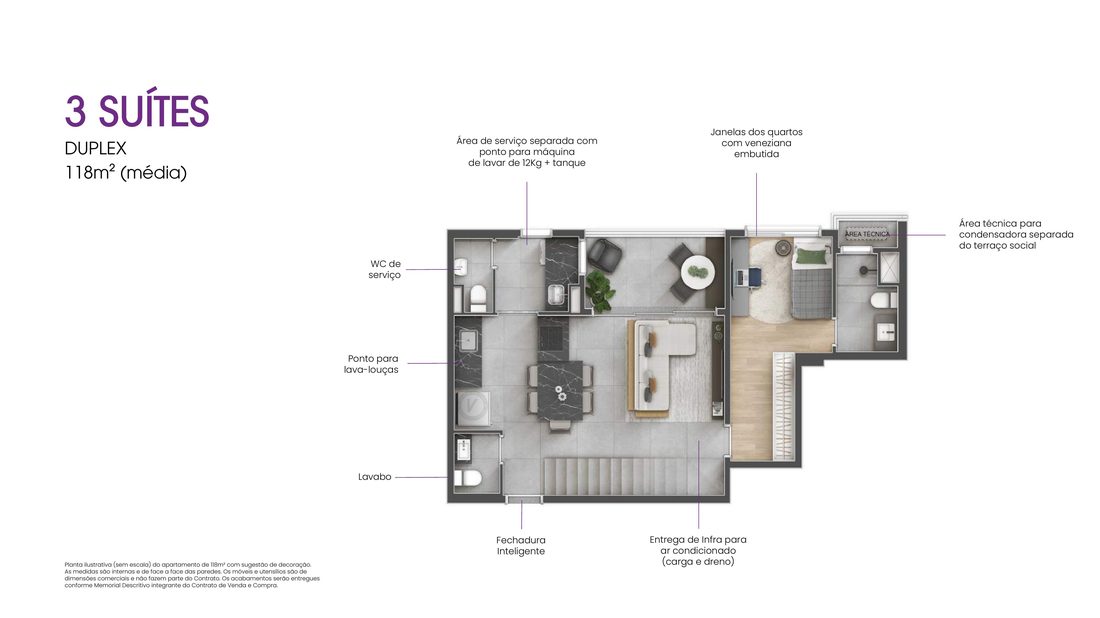 3 SUÍTES
DUPLEX
118m² (média)
Área de serviço separada com
ponto para máquina
de lavar de 12Kg + tanque
Janelas dos quartos
com veneziana
embutida
Área técnica para
condensadora separada
do terraço social
ÁREA TÉCNICA
WC de
serviço
Ponto para
lava-louças
Lavabo
Fechadura
Inteligente
Entrega de Infra para
ar condicionado
(carga e dreno)
Planta ilustrativa (sem escala) do apartamento de 118m² com sugestão de decoração.
As medidas são internas e de face a face das paredes. Os móveis e utensílios são de
dimensões comerciais e não fazem parte do Contrato. Os acabamentos serão entregues
conforme Memorial Descritivo integrante do Contrato de Venda e Compra.